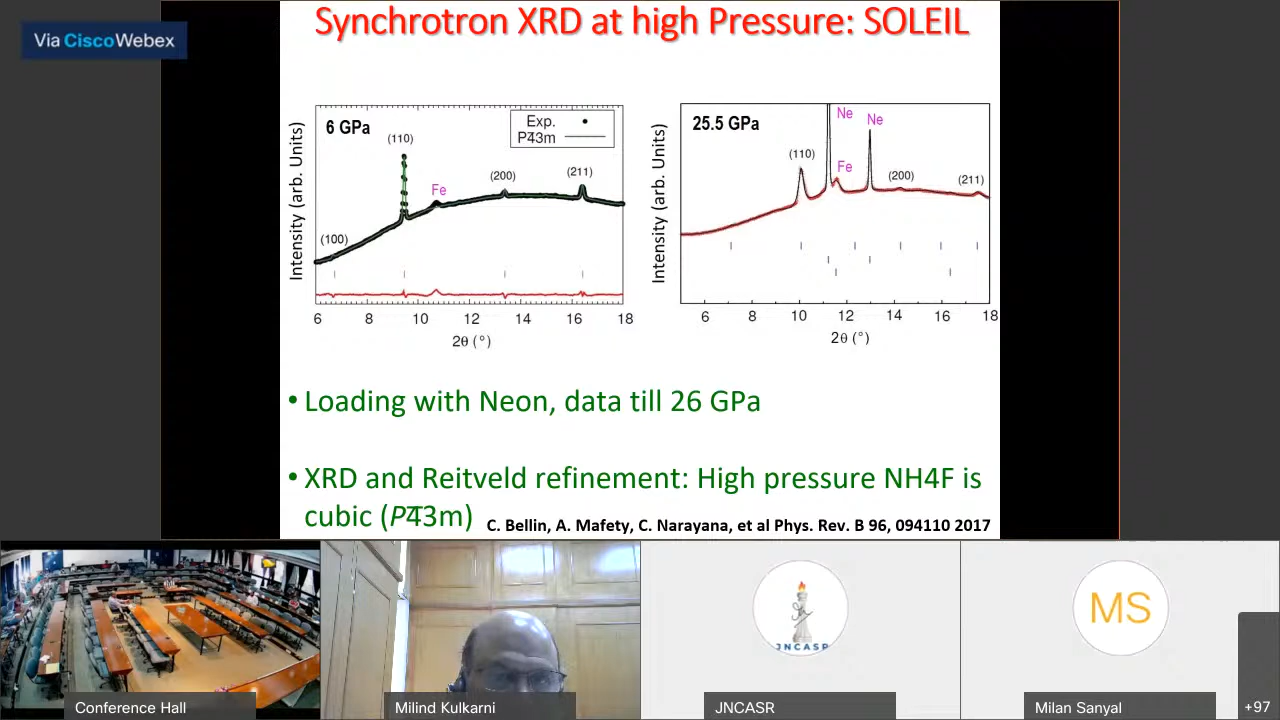 Via Cisco Webex
Synchrotron XRD at high Pressure: SOLEIL
6 GPa
Exp.
P4̅3m
(110)
Fe
(200)
(211)
(100)
Intensity (arb. Units)
6 8 10 12 14 16 18
2θ (°)
25.5 GPa
Ne
Ne
(110)
Fe
(200)
(211)
Intensity (arb. Units)
6 8 10 12 14 16 18
2θ (°)
• Loading with Neon, data till 26 GPa
• XRD and Reitveld refinement: High pressure NH4F is
cubic (P4̅3m)
C. Bellin, A. Mafety, C. Narayana, et al Phys. Rev. B 96, 094110 2017
JNCASR
MS
Conference Hall
Milind Kulkarni
JNCASR
Milan Sanyal
+97